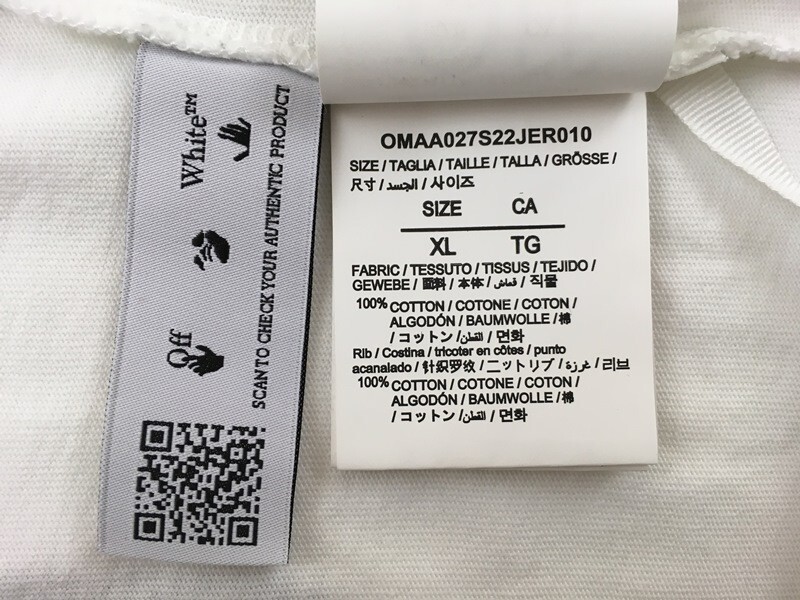 Off White™
SCAN TO CHECK YOUR AUTHENTIC PRODUCT
OMAA027S22JER010
SIZE / TAGLIA / TAILLE / TALLA / GRÖSSE /
尺寸 / الجسد / 사이즈
SIZE CA
XL TG
FABRIC / TESSUTO / TISSUS / TEJIDO /
GEWEBE / 面料 / 本体 / قماش / 직물
100% COTTON / COTONE / COTON /
ALGODÓN / BAUMWOLLE / 棉
/ コットン / القطن / 면화
Rib / Costina / tricoter en côtes / punto
acanalado / 针织罗纹 / 二ットリブ / غرزة / 리브
100% COTTON / COTONE / COTON /
ALGODÓN / BAUMWOLLE / 棉
/ コットン / القطن / 면화